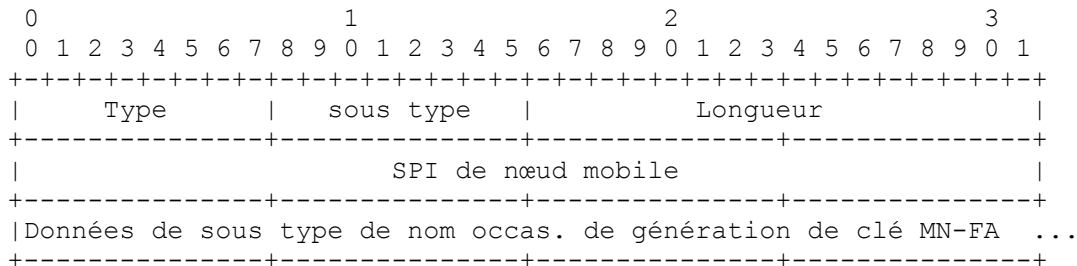 0                   1                   2                   3
 0 1 2 3 4 5 6 7 8 9 0 1 2 3 4 5 6 7 8 9 0 1 2 3 4 5 6 7 8 9 0 1
+-+-+-+-+-+-+-+-+-+-+-+-+-+-+-+-+-+-+-+-+-+-+-+-+-+-+-+-+-+-+-+-+
|     Type      |   sous type   |          Longueur             |
+---------------+---------------+---------------+---------------+
|                       SPI de nœud mobile                      |
+---------------+---------------+---------------+---------------+
|Données de sous type de nom occas. de génération de clé MN-FA  ...
+---------------+---------------+---------------+---------------+